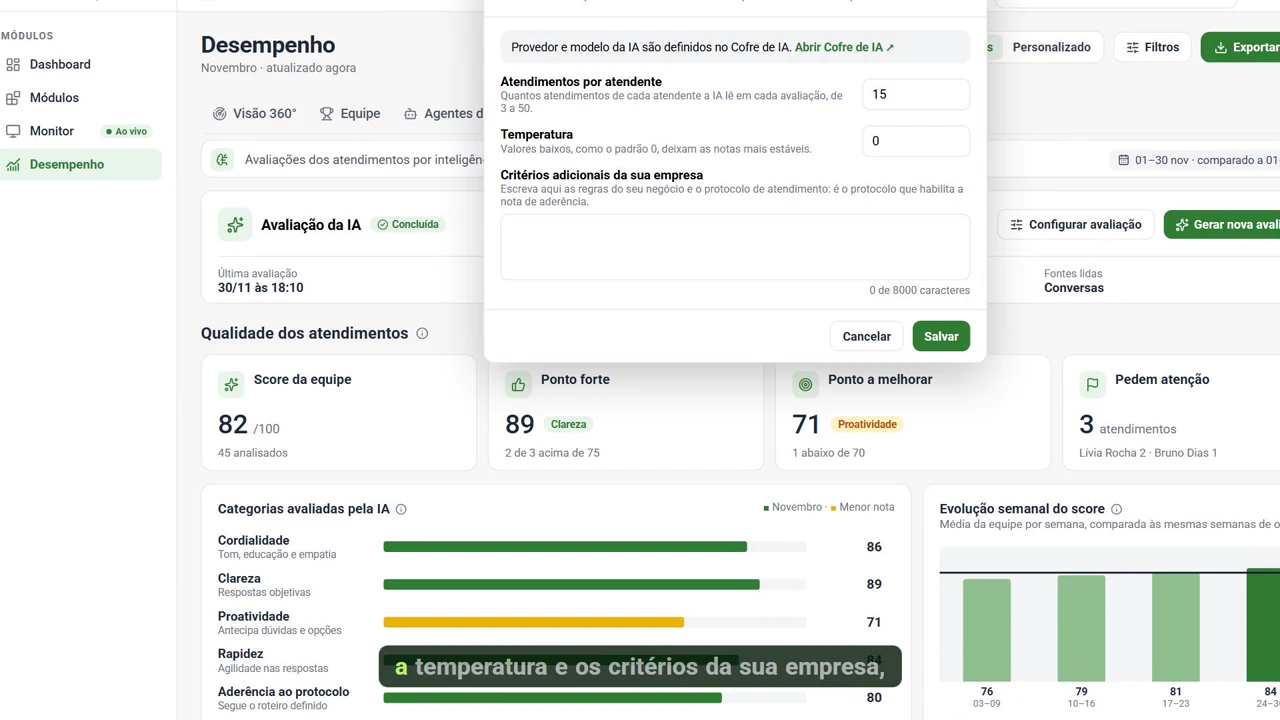 MÓDULOS
Dashboard
Módulos
Monitor
Ao vivo
Desempenho
Desempenho
Novembro · atualizado agora
Personalizado
Filtros
Exportar
Visão 360°
Equipe
Agentes d
Avaliações dos atendimentos por inteligên
01–30 nov · comparado a 01
Avaliação da IA
Concluída
Configurar avaliação
Gerar nova avali
Última avaliação
30/11 às 18:10
Fontes lidas
Conversas
Provedor e modelo da IA são definidos no Cofre de IA. Abrir Cofre de IA ↗
Atendimentos por atendente
Quantos atendimentos de cada atendente a IA lê em cada avaliação, de
3 a 50.
15
Temperatura
Valores baixos, como o padrão 0, deixam as notas mais estáveis.
0
Critérios adicionais da sua empresa
Escreva aqui as regras do seu negócio e o protocolo de atendimento: é o protocolo que habilita a
nota de aderência.
0 de 8000 caracteres
Cancelar
Salvar
Qualidade dos atendimentos
Score da equipe
82 /100
45 analisados
Ponto forte
89 Clareza
2 de 3 acima de 75
Ponto a melhorar
71 Proatividade
1 abaixo de 70
Pedem atenção
3 atendimentos
Lívia Rocha 2 · Bruno Dias 1
Categorias avaliadas pela IA
Novembro · Menor nota
Cordialidade
Tom, educação e empatia
86
Clareza
Respostas objetivas
89
Proatividade
Antecipa dúvidas e opções
71
Rapidez
Agilidade nas respostas
84
Aderência ao protocolo
Segue o roteiro definido
80
Evolução semanal do score
Média da equipe por semana, comparada às mesmas semanas de o
76
03–09
79
10–16
81
17–23
84
24–3
a temperatura e os critérios da sua empresa,